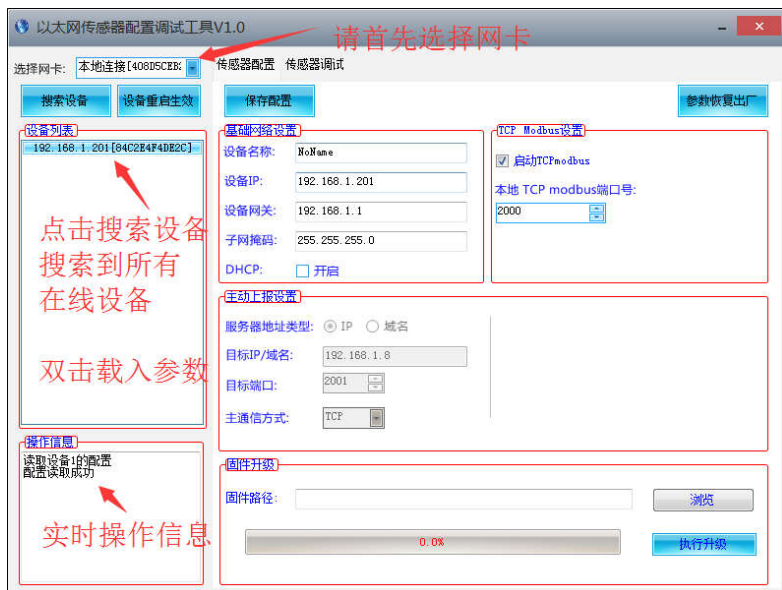 以太网传感器配置调试工具V1.0
请首先选择网卡
选择网卡:
本地连接[408D5CEB:
传感器配置 传感器调试
搜索设备
设备重启生效
保存配置
参数恢复出厂
设备列表
192.168.1.201[84C2E4F4DE2C]
点击搜索设备
搜索到所有
在线设备
双击载入参数
基础网络设置
设备名称: NoName
设备IP: 192.168.1.201
设备网关: 192.168.1.1
子网掩码: 255.255.255.0
DHCP: 开启
TCP Modbus设置
启动TCPmodbus
本地 TCP modbus端口号:
2000
主动上报设置
服务器地址类型: IP 域名
目标IP/域名: 192.168.1.8
目标端口: 2001
主通信方式: TCP
操作信息
读取设备1的配置
配置读取成功
实时操作信息
固件升级
固件路径:
浏览
0.0%
执行升级